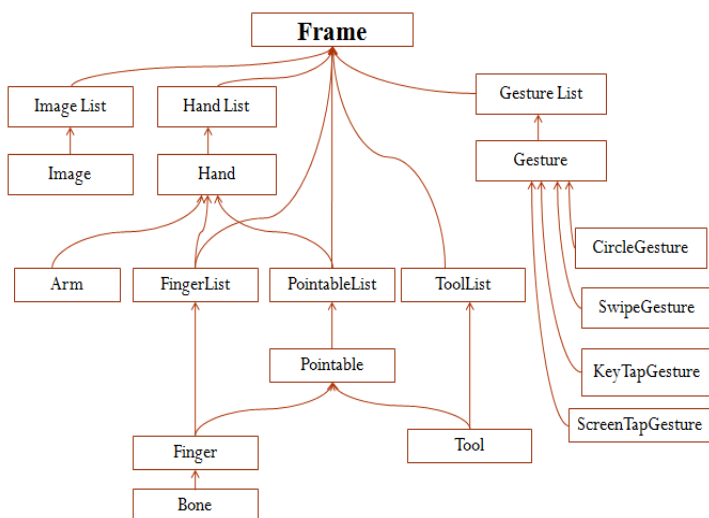 Frame
Image List
Hand List
Gesture List
Image
Hand
Gesture
CircleGesture
Arm
FingerList
PointableList
ToolList
SwipeGesture
Pointable
KeyTapGesture
ScreenTapGesture
Finger
Tool
Bone